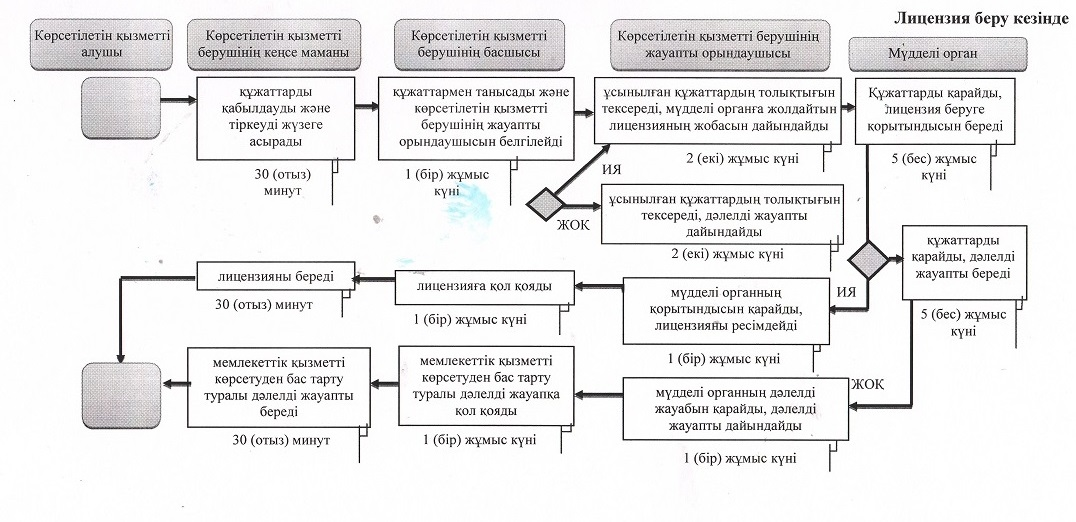 Лицензия беру кезінде
Көрсетілетін қызметті
алушы
Көрсетілетін қызметті
берушінің кеңсе маманы
Көрсетілетін қызметті
берушінің басшысы
Көрсетілетін қызметті берушінің
жауапты орындаушысы
Мүдделі орган
құжаттарды
қабылдауды және
тіркеуді жүзеге
асырады
30 (отыз)
минут
құжаттармен танысады және
көрсетілетін қызметті
берушінің жауапты
орындаушысын белгілейді
1 (бір) жұмыс
күні
ұсынылған құжаттардың толықтығын
тексереді, мүдделі органға жолдайтын
лицензияның жобасын дайындайды
2 (екі) жұмыс күні
Құжаттарды қарайды,
лицензия беруге
қорытындысын береді
5 (бес) жұмыс
күні
ИЯ
ЖОК
ұсынылған құжаттардың толықтығын
тексереді, дәлелді жауапты
дайындайды
2 (екі) жұмыс күні
құжаттарды
қарайды, дәлелді
жауапты береді
5 (бес) жұмыс
күні
лицензияны береді
30 (отыз) минут
лицензияға қол қояды
1 (бір) жұмыс күні
мүдделі органның
қорытындысын қарайды,
лицензияны ресімдейді
1 (бір) жұмыс күні
ИЯ
мемлекеттік қызметті
көрсетуден бас тарту
туралы дәлелді жауапты
береді
30 (отыз) минут
мемлекеттік қызметті
көрсетуден бас тарту
туралы дәлелді жауапқа
қол қояды
1 (бір) жұмыс күні
мүдделі органның дәлелді
жауабын қарайды, дәлелді
жауапты дайындайды
1 (бір) жұмыс күні
ЖОК